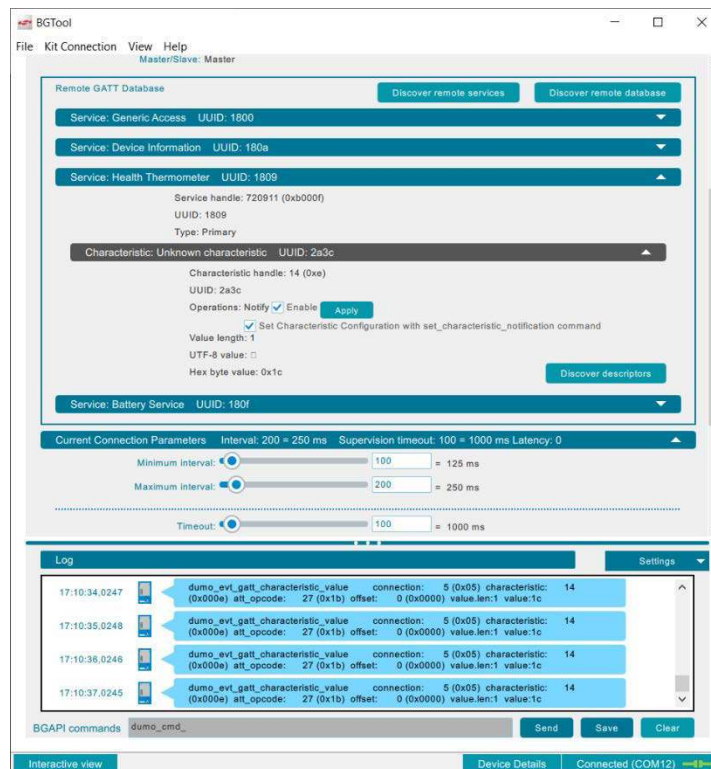 BGTool
File Kit Connection View Help
Master/Slave: Master
Remote GATT Database
Discover remote services
Discover remote database
Service: Generic Access UUID: 1800
Service: Device Information UUID: 180a
Service: Health Thermometer UUID: 1809
Service handle: 720911 (0xb000f)
UUID: 1809
Type: Primary
Characteristic: Unknown characteristic UUID: 2a3c
Characteristic handle: 14 (0xe)
UUID: 2a3c
Operations: Notify Enable Apply
Set Characteristic Configuration with set_characteristic_notification command
Value length: 1
UTF-8 value: □
Hex byte value: 0x1c
Discover descriptors
Service: Battery Service UUID: 180f
Current Connection Parameters Interval: 200 = 250 ms Supervision timeout: 100 = 1000 ms Latency: 0
Minimum interval: 100 = 125 ms
Maximum interval: 200 = 250 ms
Timeout: 100 = 1000 ms
Log
Settings
17:10:34,0247 dumo_evt_gatt_characteristic_value connection: 5 (0x05) characteristic: 14
(0x000e) att_opcode: 27 (0x1b) offset: 0 (0x0000) value.len:1 value:1c
17:10:35,0248 dumo_evt_gatt_characteristic_value connection: 5 (0x05) characteristic: 14
(0x000e) att_opcode: 27 (0x1b) offset: 0 (0x0000) value.len:1 value:1c
17:10:36,0246 dumo_evt_gatt_characteristic_value connection: 5 (0x05) characteristic: 14
(0x000e) att_opcode: 27 (0x1b) offset: 0 (0x0000) value.len:1 value:1c
17:10:37,0245 dumo_evt_gatt_characteristic_value connection: 5 (0x05) characteristic: 14
(0x000e) att_opcode: 27 (0x1b) offset: 0 (0x0000) value.len:1 value:1c
BGAPI commands dumo_cmd_ Send Save Clear
Interactive view Device Details Connected (COM12)